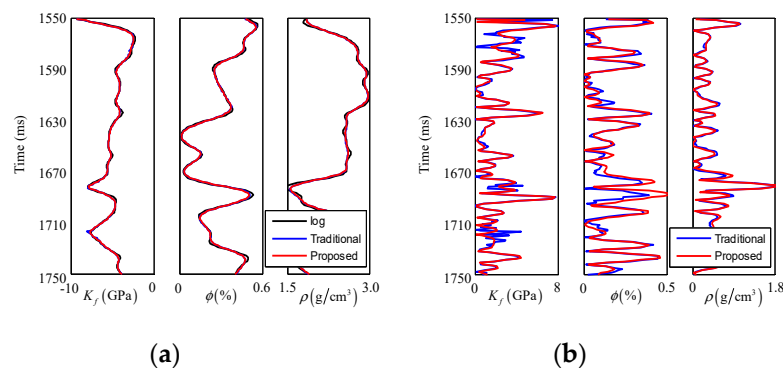 1550
1590
1630
1670
1710
1750
Time (ms)
-10 0
K_f (GPa)
0 0.6
ϕ(%)
1.5 3.0
ρ(g/cm³)
log
Traditional
Proposed
(a)
1550
1590
1630
1670
1710
1750
Time (ms)
0 8
K_f (GPa)
0 0.5
ϕ(%)
0 1.8
ρ(g/cm³)
Traditional
Proposed
(b)